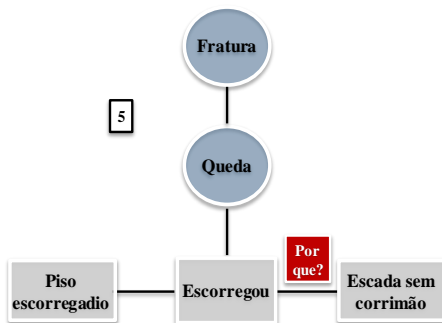 Fratura
5
Queda
Por
que?
Piso
escorregadio
Escorregou
Escada sem
corrimão